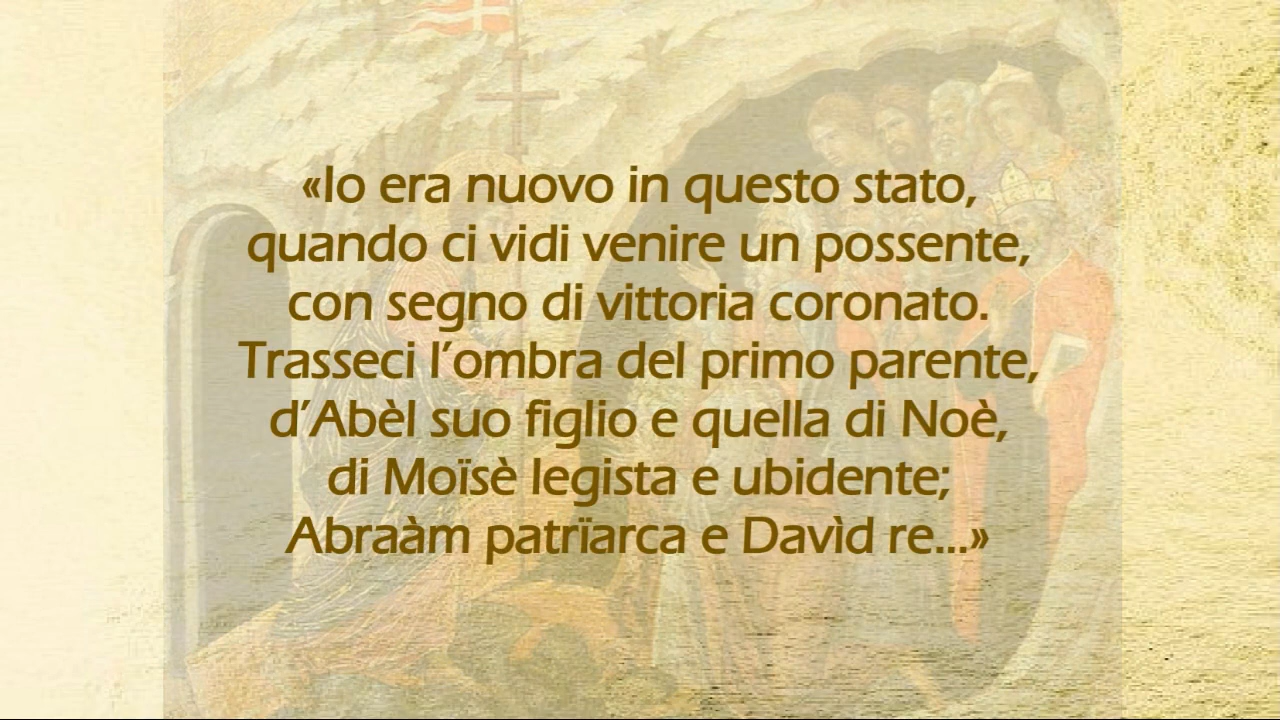 «Io era nuovo in questo stato,
quando ci vidi venire un possente,
con segno di vittoria coronato.
Trasseci l’ombra del primo parente,
d’Abèl suo figlio e quella di Noè,
di Moïsè legista e ubidente;
Abraàm patrïarca e Davìd re...»